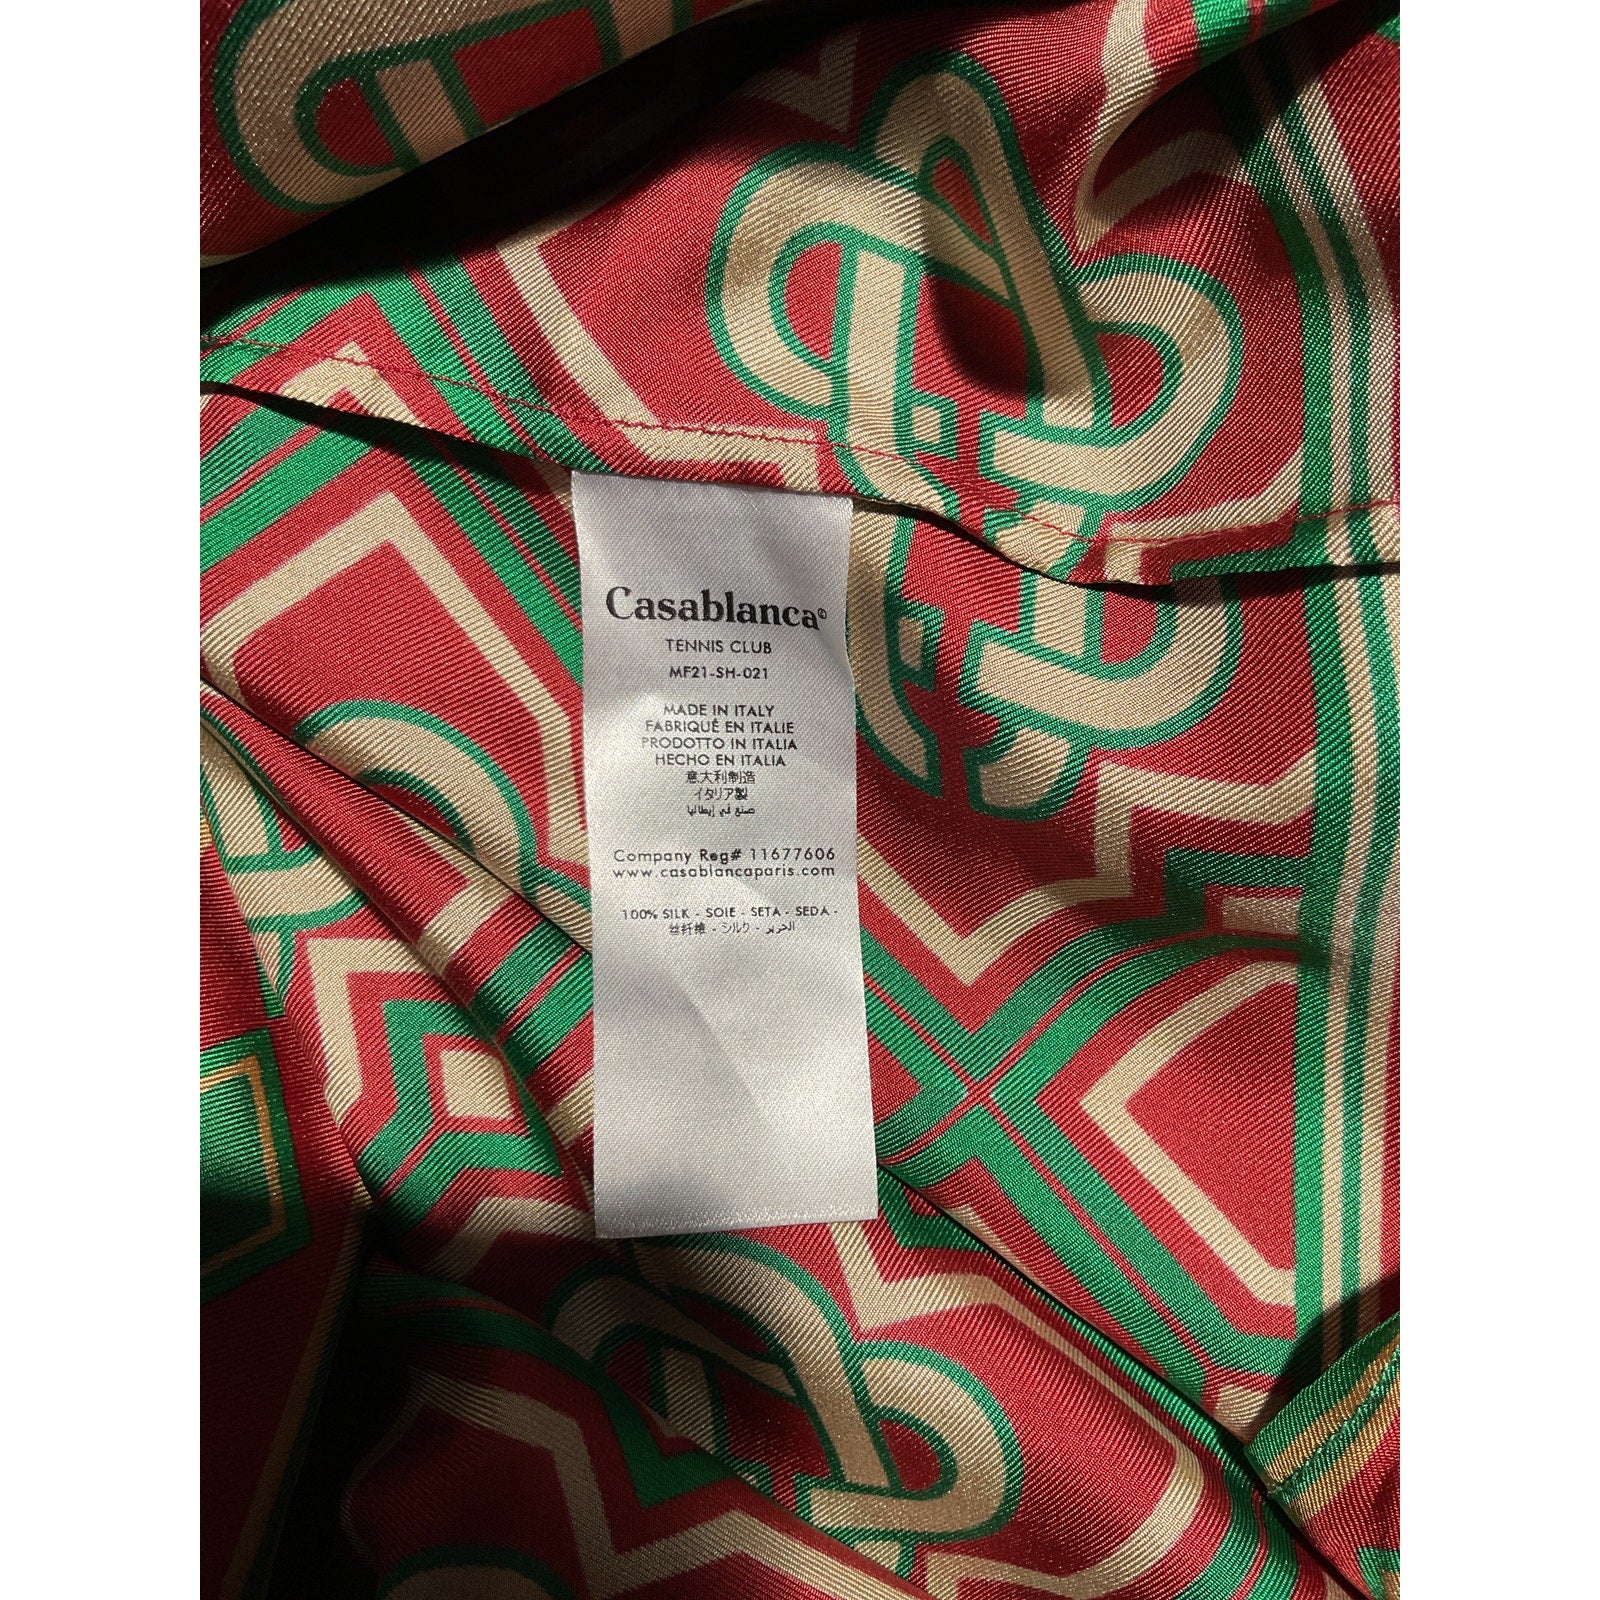 Casablanca©
TENNIS CLUB
MF21-SH-021
MADE IN ITALY
FABRIQUÉ EN ITALIE
PRODOTTO IN ITALIA
HECHO EN ITALIA
意大利制造
イタリア製
صنع في إيطاليا
Company Reg# 11677606
www.casablancaparis.com
100% SILK - SOIE - SETA - SEDA -
丝纤维 - シルク - الحرير